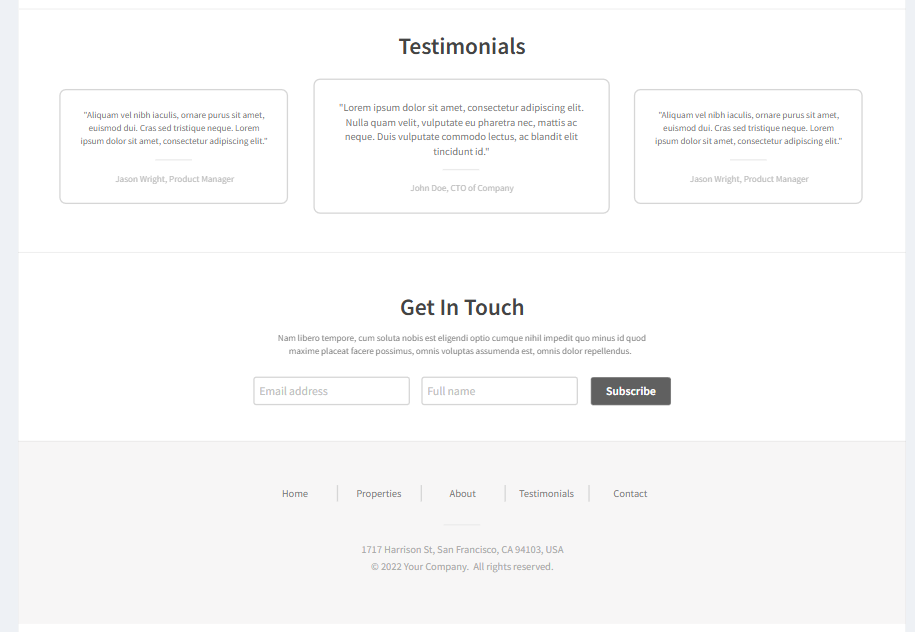 Testimonials
"Aliquam vel nibh iaculis, ornare purus sit amet,
euismod dui. Cras sed tristique neque. Lorem
ipsum dolor sit amet, consectetur adipiscing elit."
Jason Wright, Product Manager
"Lorem ipsum dolor sit amet, consectetur adipiscing elit.
Nulla quam velit, vulputate eu pharetra nec, mattis ac
neque. Duis vulputate commodo lectus, ac blandit elit
tincidunt id."
John Doe, CTO of Company
"Aliquam vel nibh iaculis, ornare purus sit amet,
euismod dui. Cras sed tristique neque. Lorem
ipsum dolor sit amet, consectetur adipiscing elit."
Jason Wright, Product Manager
Get In Touch
Nam libero tempore, cum soluta nobis est eligendi optio cumque nihil impedit quo minus id quod
maxime placeat facere possimus, omnis voluptas assumenda est, omnis dolor repellendus.
Email address
Full name
Subscribe
Home
Properties
About
Testimonials
Contact
1717 Harrison St, San Francisco, CA 94103, USA
© 2022 Your Company. All rights reserved.